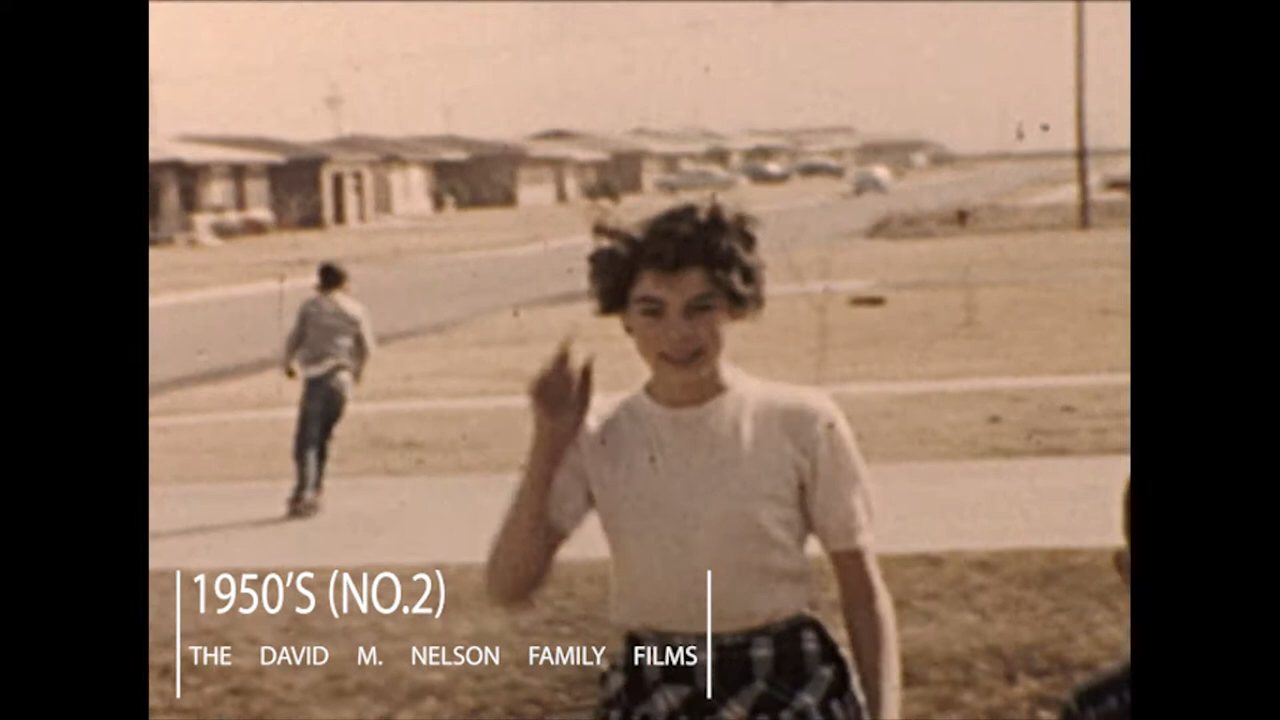 1950'S (NO.2)
THE DAVID M. NELSON FAMILY FILMS